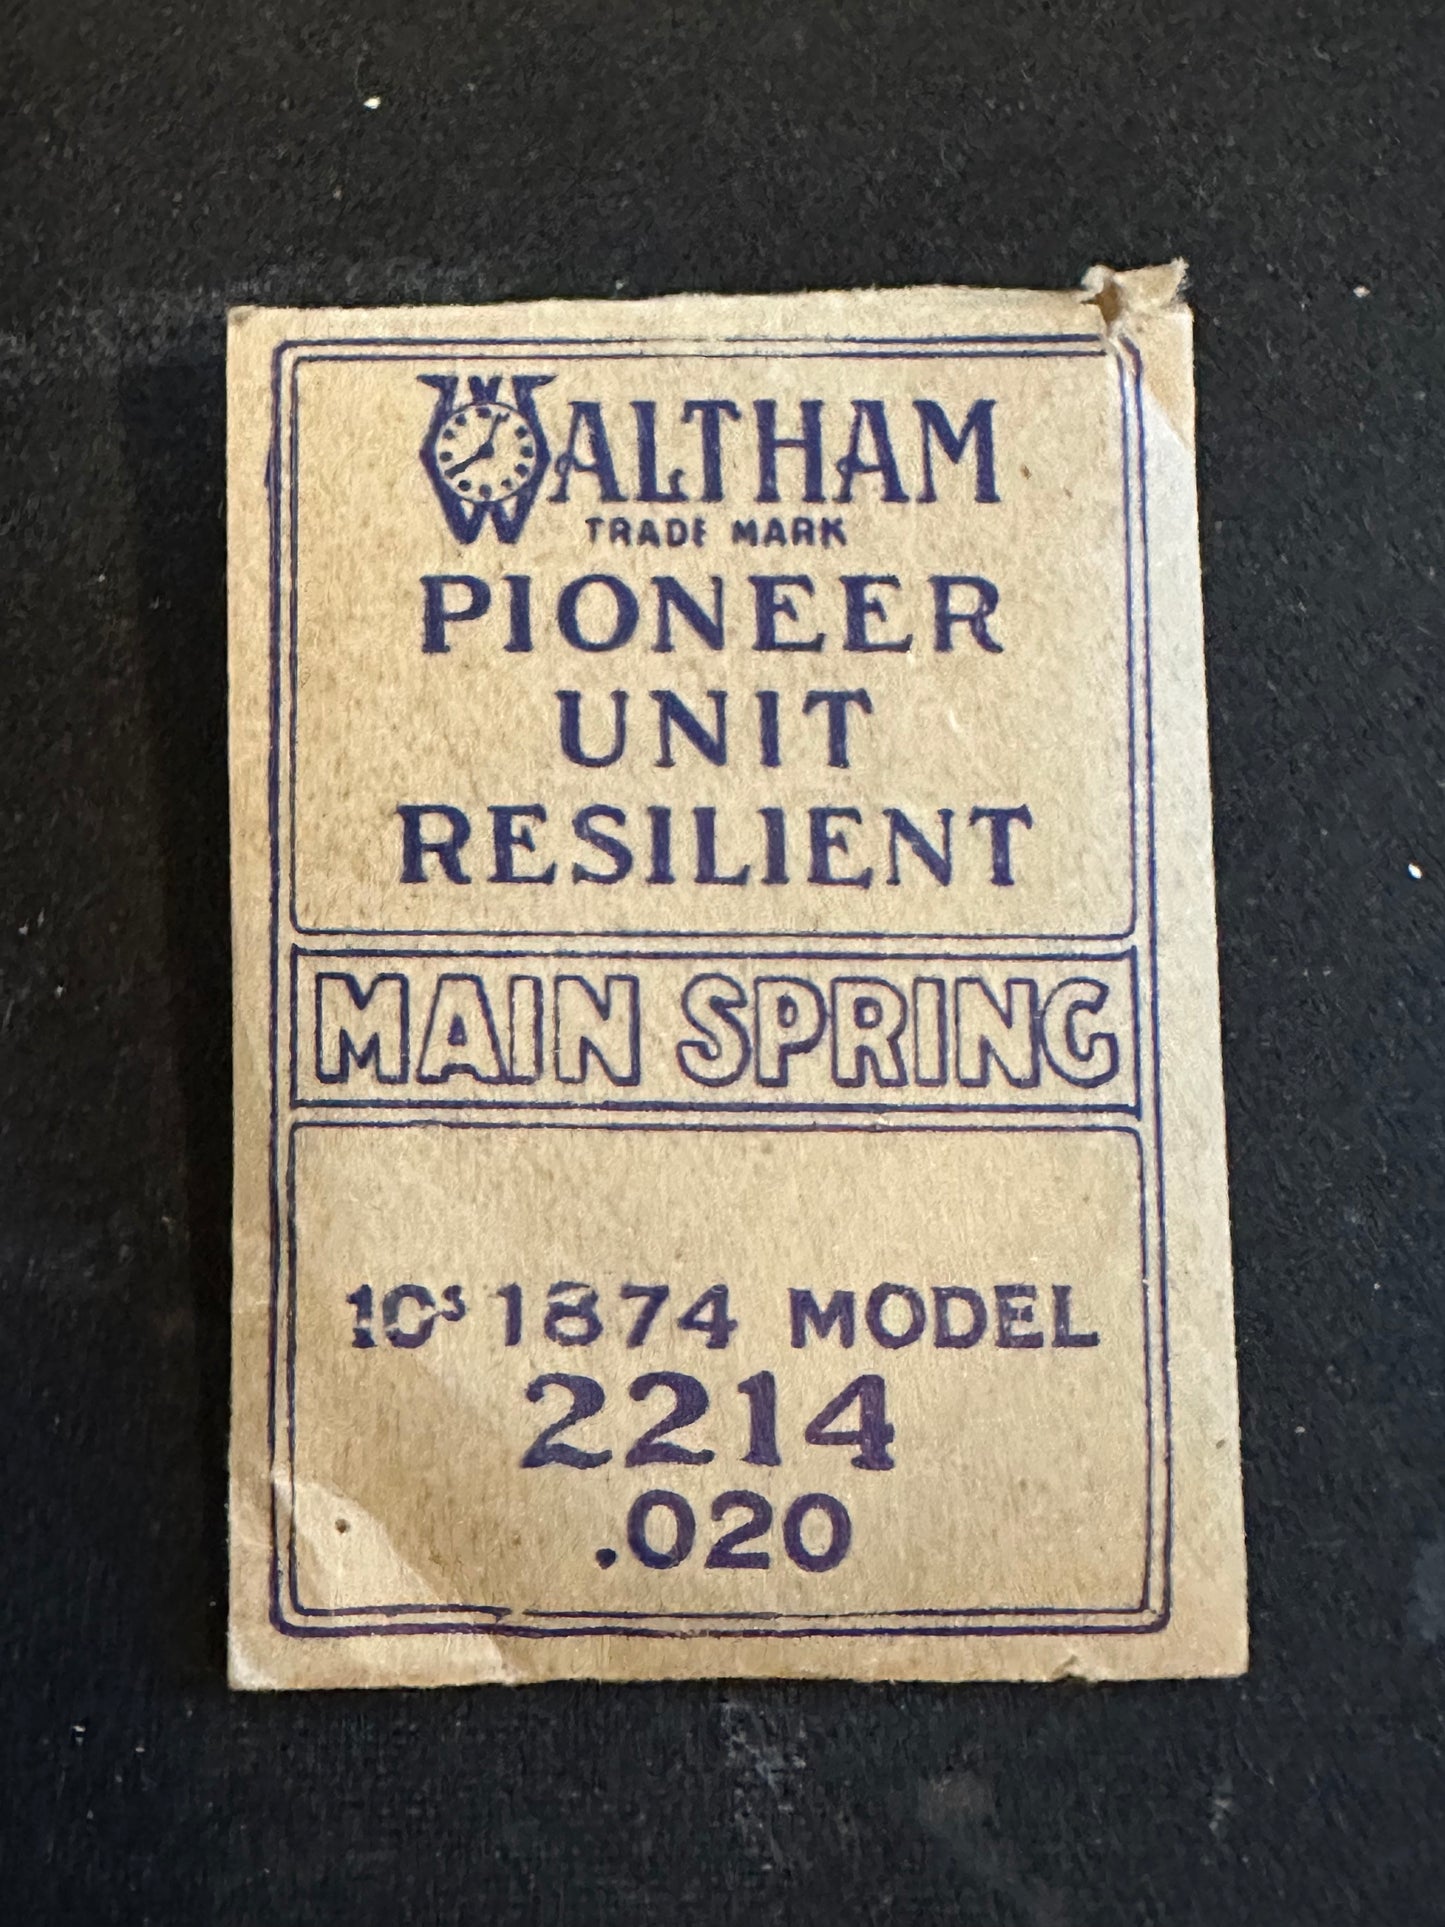 WALTHAM
TRADE MARK
PIONEER
UNIT
RESILIENT
MAIN SPRING
10s 1874 MODEL
2214
.020